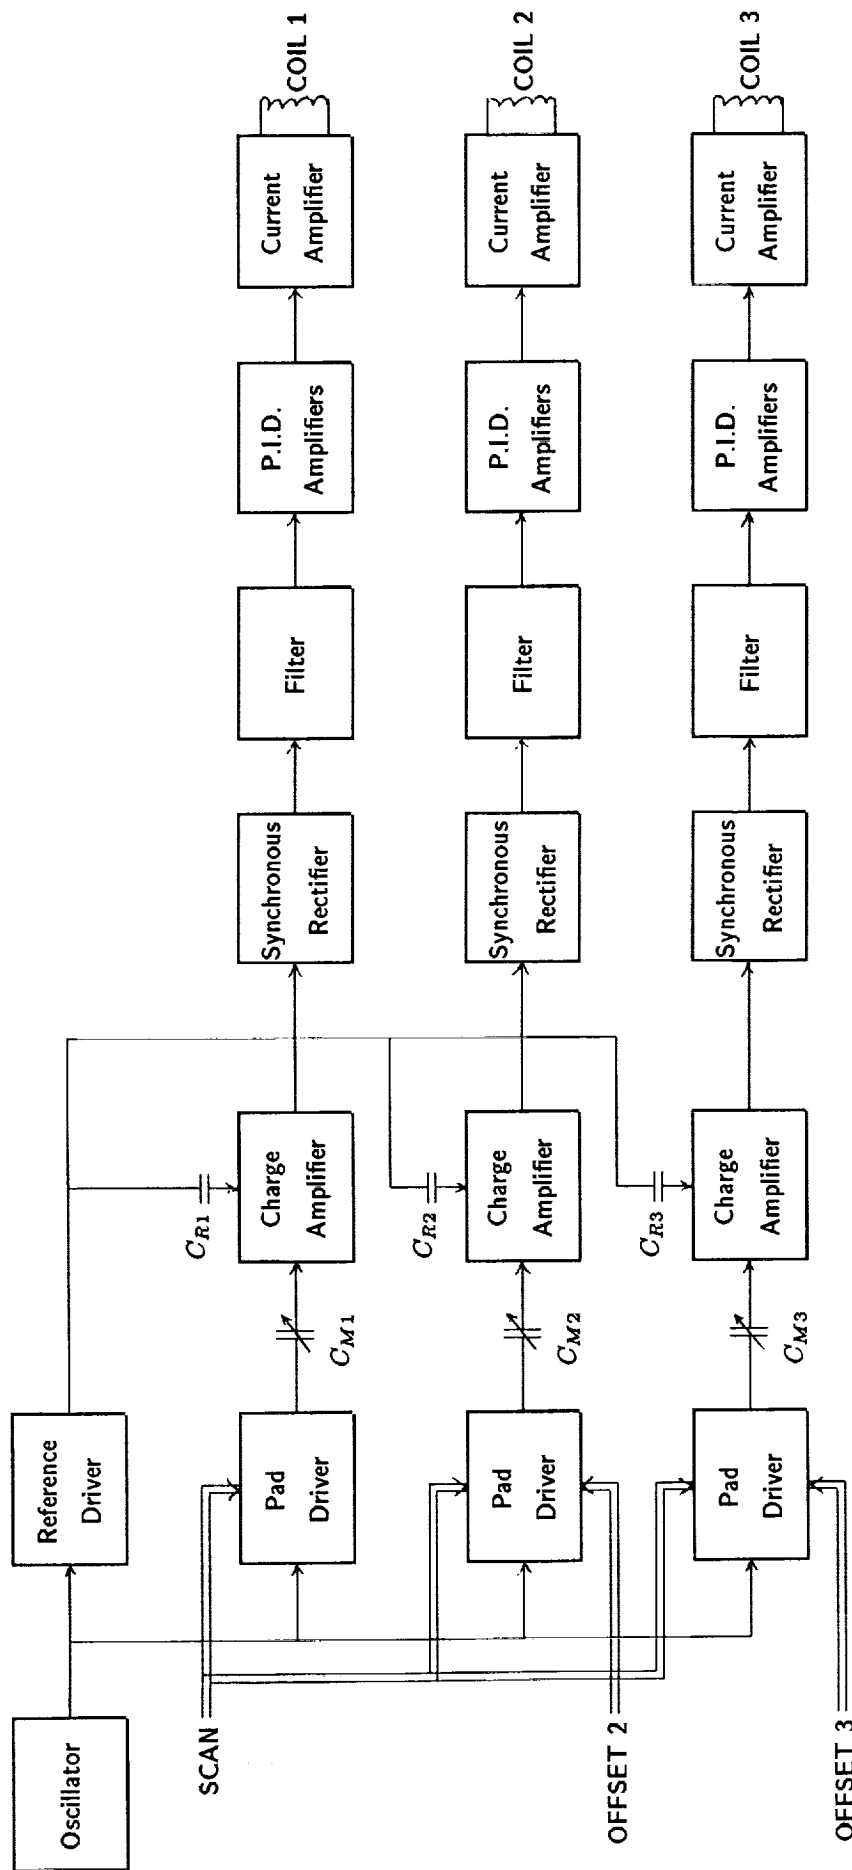 Oscillator
Reference
Driver
SCAN
Pad
Driver
C_{M1}
C_{R1}
Charge
Amplifier
Synchronous
Rectifier
Filter
P.I.D.
Amplifiers
Current
Amplifier
COIL 1
OFFSET 2
Pad
Driver
C_{M2}
C_{R2}
Charge
Amplifier
Synchronous
Rectifier
Filter
P.I.D.
Amplifiers
Current
Amplifier
COIL 2
OFFSET 3
Pad
Driver
C_{M3}
C_{R3}
Charge
Amplifier
Synchronous
Rectifier
Filter
P.I.D.
Amplifiers
Current
Amplifier
COIL 3